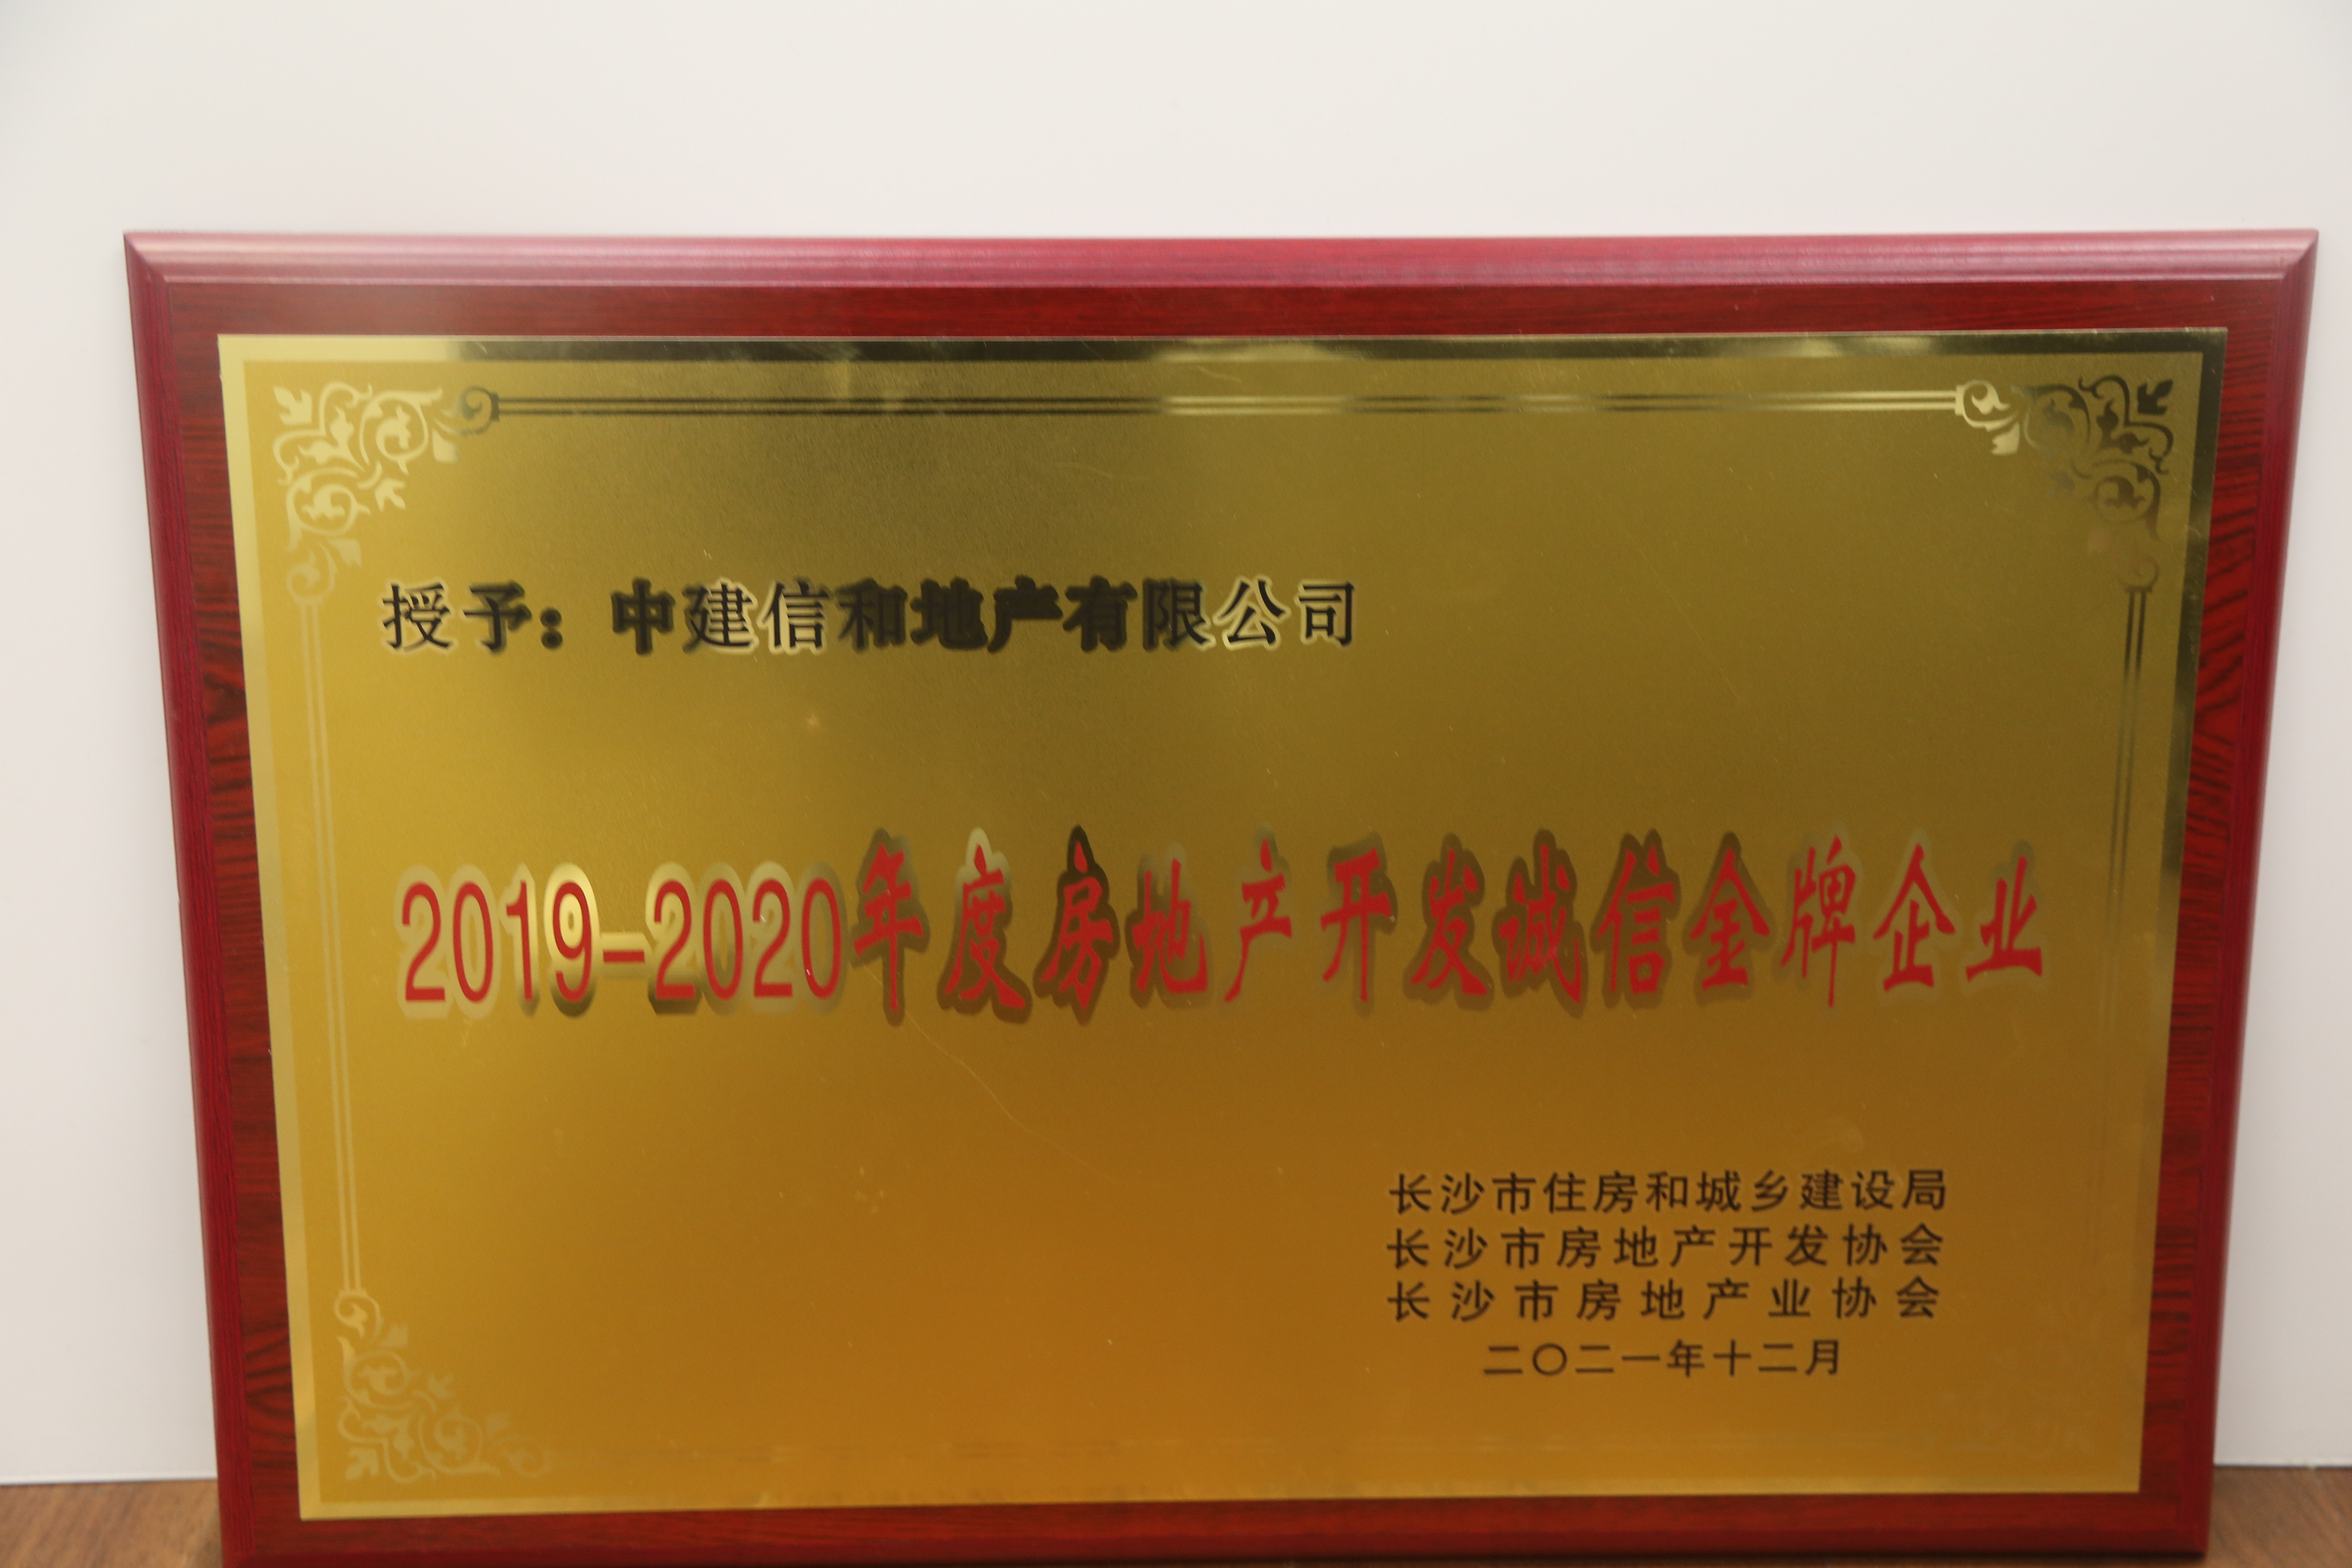 授予：中建信和地产有限公司
2019-2020年度房地产开发诚信金牌企业
长沙市住房和城乡建设局
长沙市房地产开发协会
长沙市房地产业协会
二〇二一年十二月